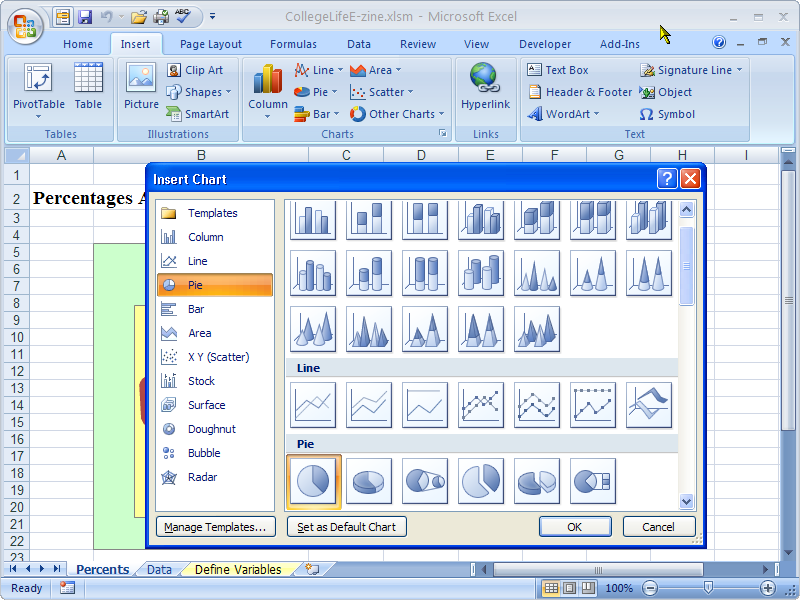 CollegeLifeE-zine.xlsm - Microsoft Excel
Home Insert Page Layout Formulas Data Review View Developer Add-Ins
PivotTable Table Picture Clip Art Shapes SmartArt
Column Line Pie Bar Area Scatter Other Charts
Hyperlink Text Box Header & Footer WordArt Signature Line Object Symbol
Tables Illustrations Charts Links Text
A B C D E F G H I
1
2 Percentages A
3
4
5
6
7
8
9
10
11
12
13
14
15
16
17
18
19
20
21
22
23
Insert Chart
Templates
Column
Line
Pie
Bar
Area
X Y (Scatter)
Stock
Surface
Doughnut
Bubble
Radar
Line
Pie
Manage Templates... Set as Default Chart OK Cancel
Percents Data Define Variables
Ready 100%